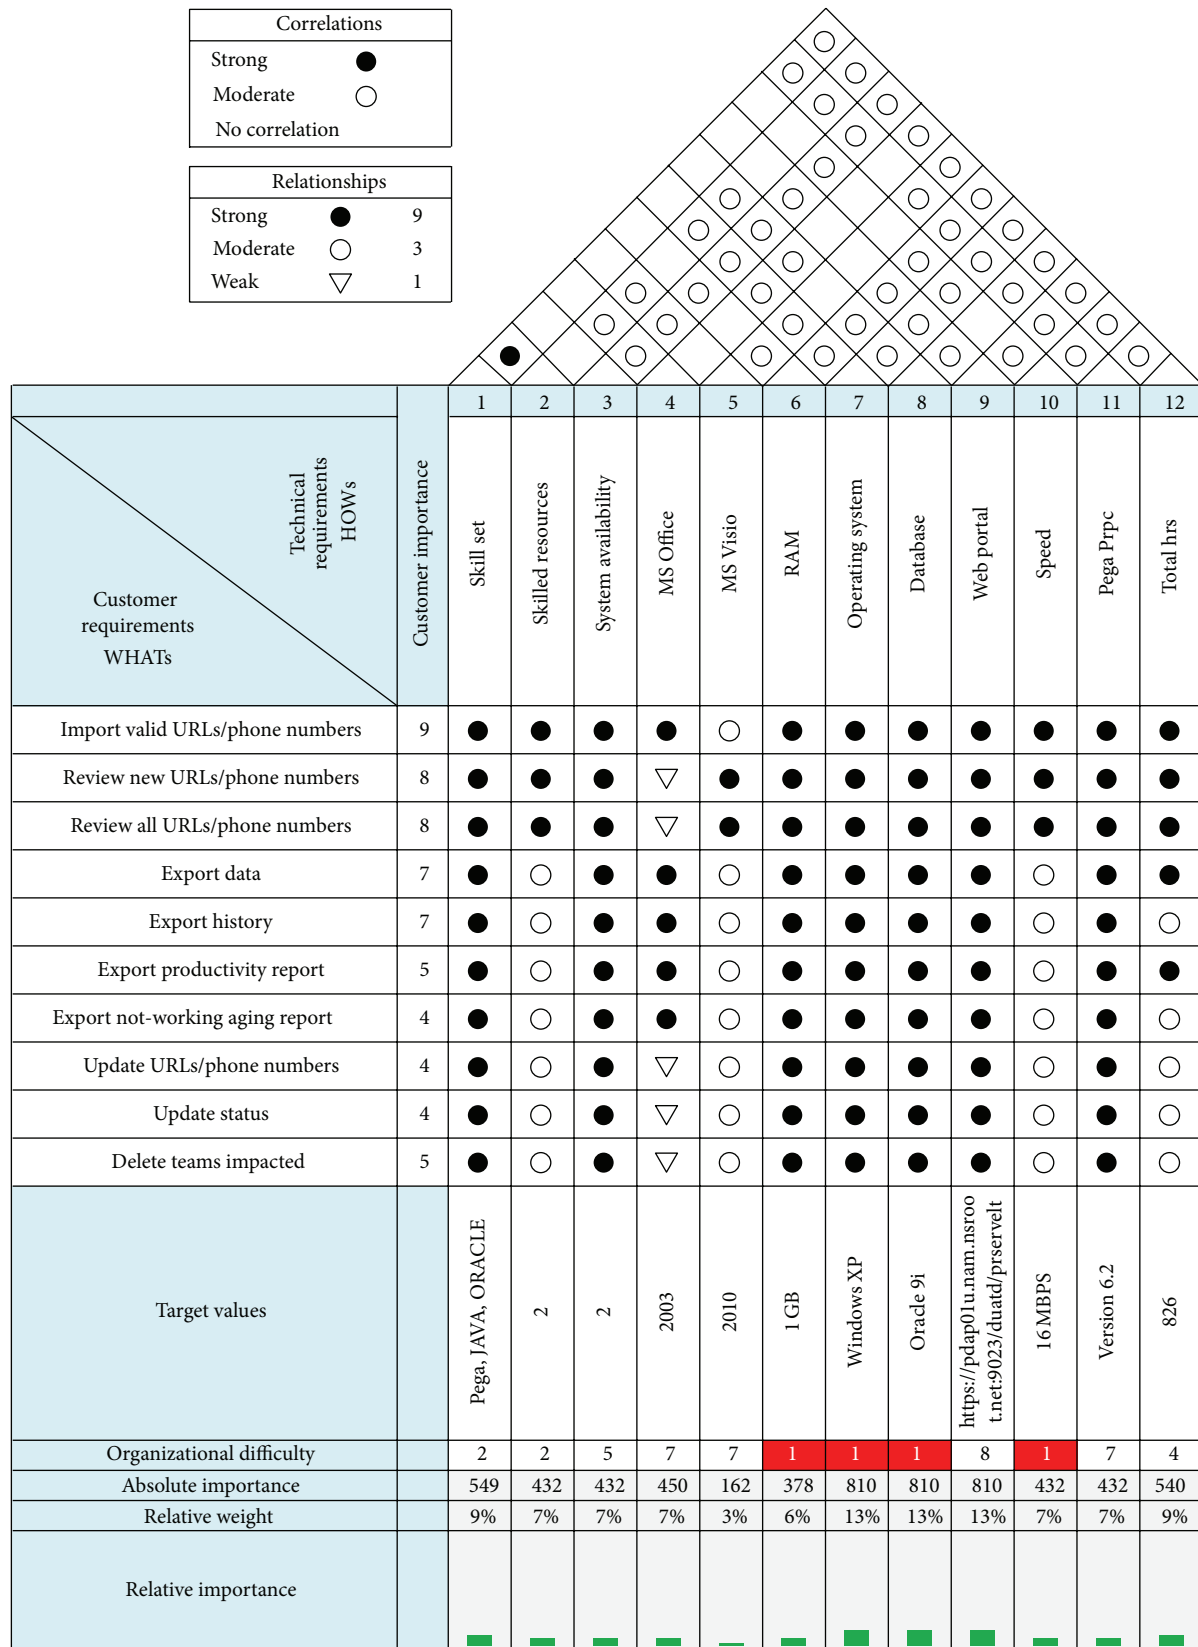 Correlations
Strong
Moderate
No correlation
Relationships
Strong 9
Moderate 3
Weak 1
1 2 3 4 5 6 7 8 9 10 11 12
Technical
requirements
HOWs
Customer
requirements
WHATs
Customer importance
Skill set
Skilled resources
System availability
MS Office
MS Visio
RAM
Operating system
Database
Web portal
Speed
Pega Prpc
Total hrs
Import valid URLs/phone numbers 9
Review new URLs/phone numbers 8
Review all URLs/phone numbers 8
Export data 7
Export history 7
Export productivity report 5
Export not-working aging report 4
Update URLs/phone numbers 4
Update status 4
Delete teams impacted 5
Target values
Pega, JAVA, ORACLE
2
2
2003
2010
1 GB
Windows XP
Oracle 9i
https://pdap01u.nam.nsroo
t.net:9023/duatd/prservelt
16 MBPS
Version 6.2
826
Organizational difficulty 2 2 5 7 7 1 1 1 8 1 7 4
Absolute importance 549 432 432 450 162 378 810 810 810 432 432 540
Relative weight 9% 7% 7% 7% 3% 6% 13% 13% 13% 7% 7% 9%
Relative importance